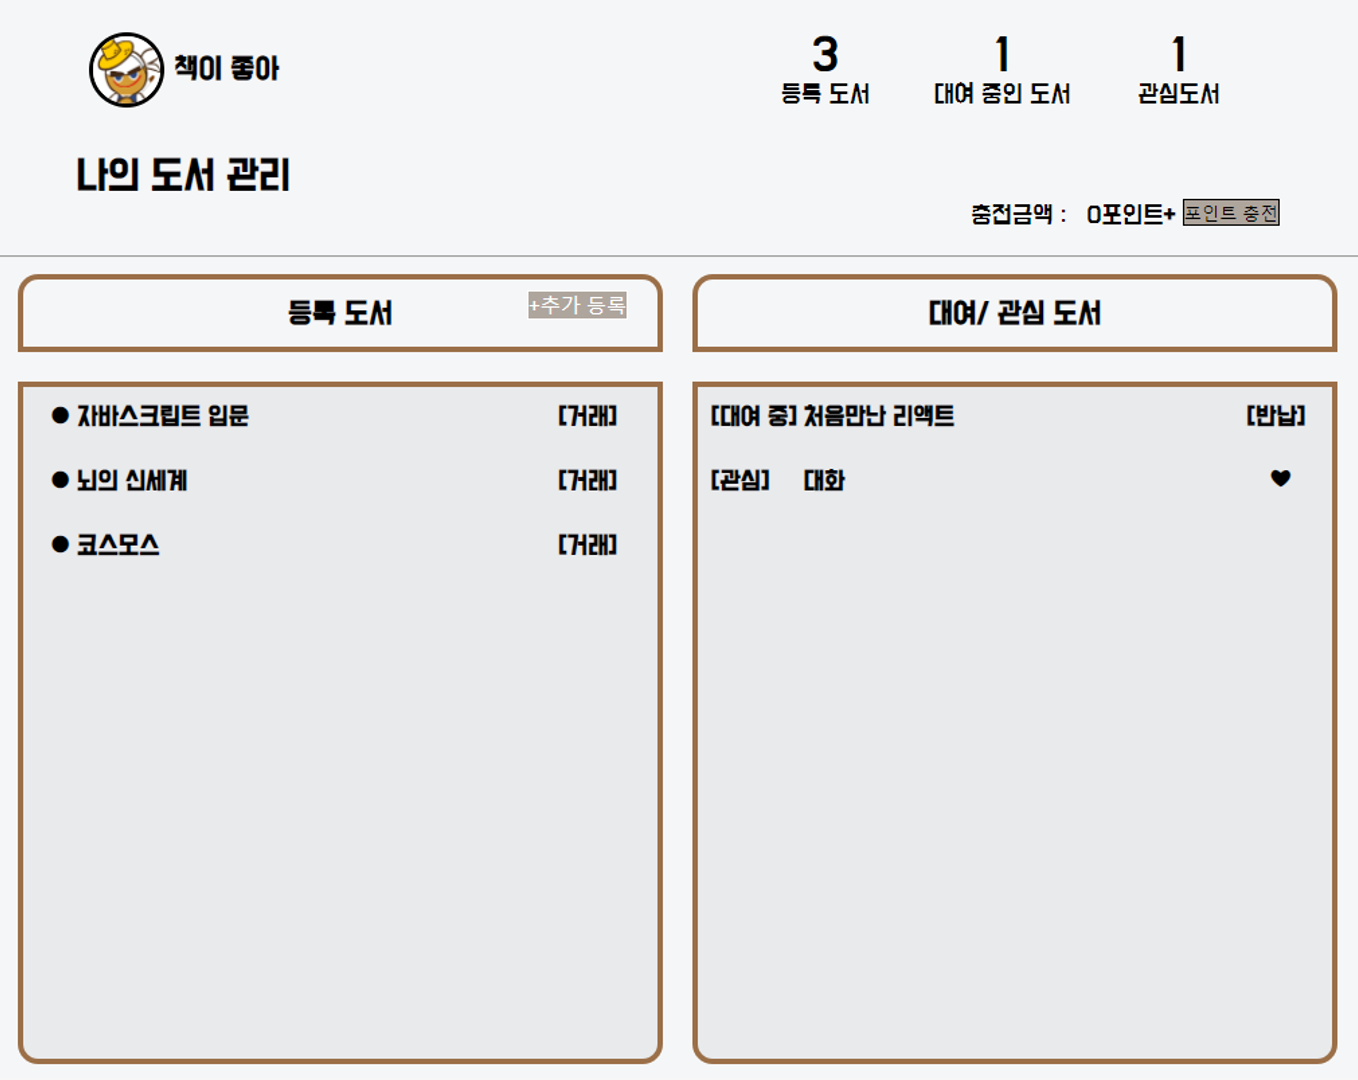 책이 좋아
3
등록 도서
1
대여 중인 도서
1
관심도서
나의 도서 관리
충전금액 : 0포인트+ 포인트 충전
등록 도서 +추가 등록
● 자바스크립트 입문 [거래]
● 뇌의 신세계 [거래]
● 코스모스 [거래]
대여/ 관심 도서
[대여 중] 처음만난 리액트 [반납]
[관심] 대화 ♥